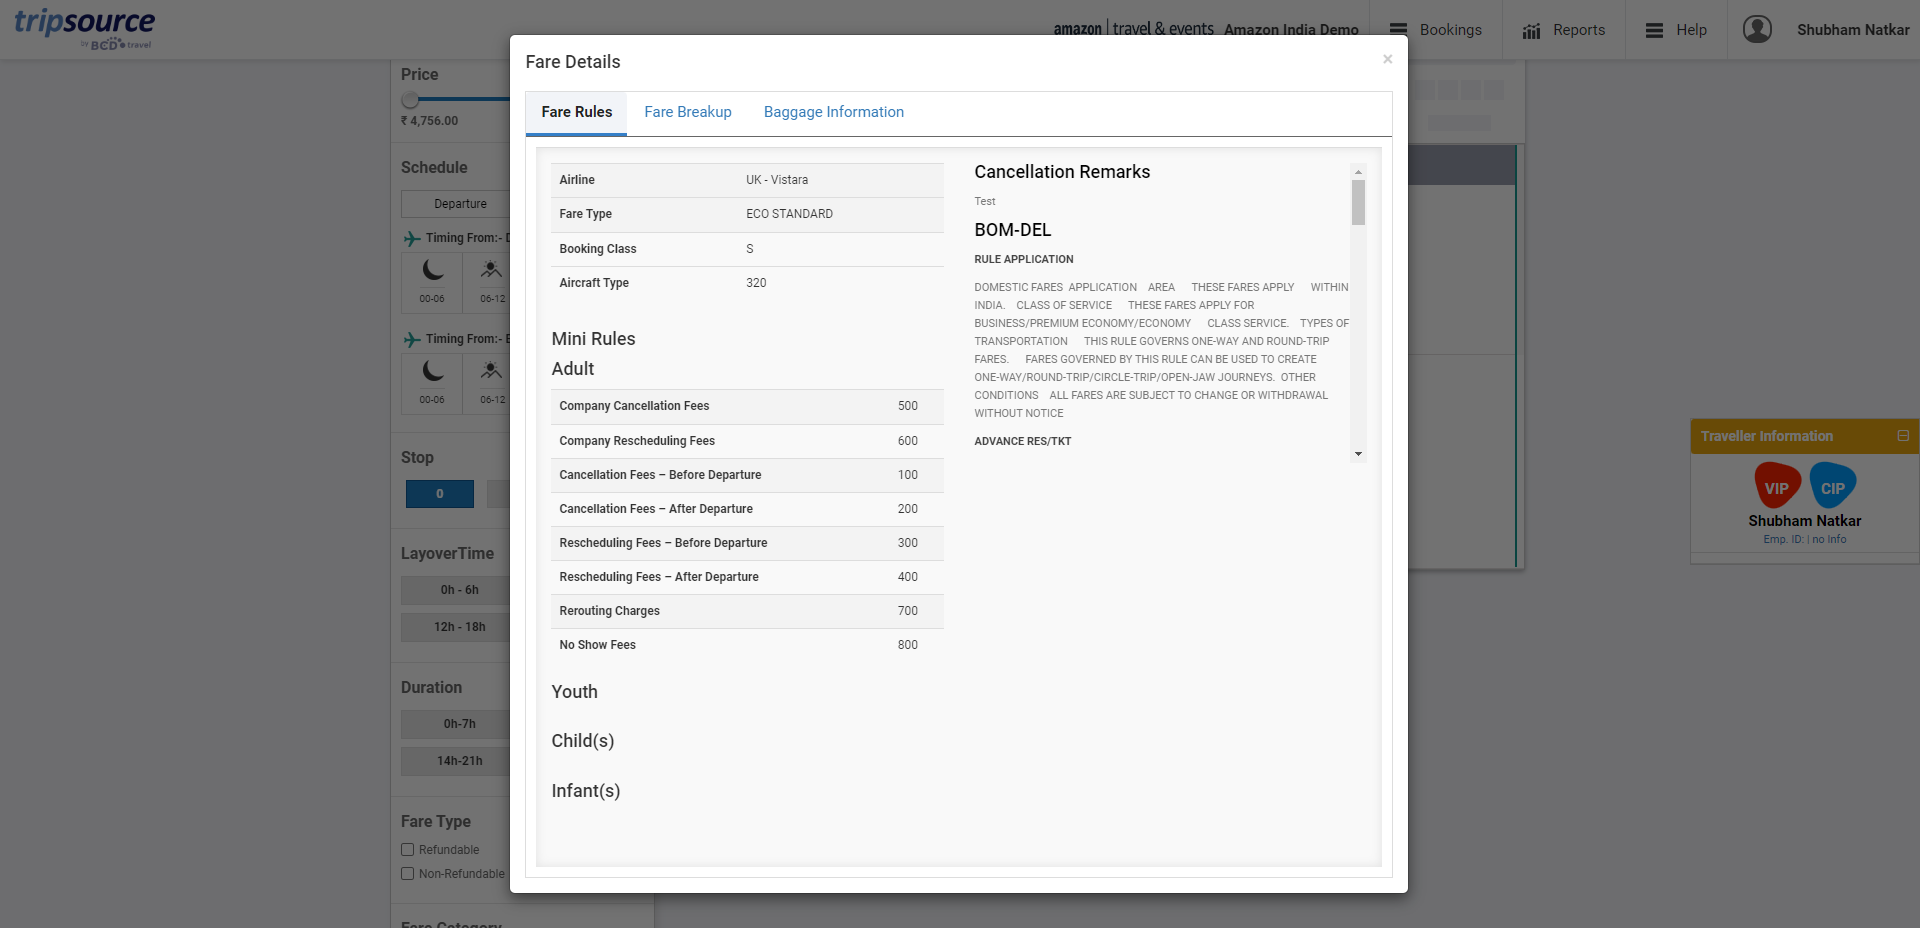 tripsource
by BCD travel
amazon | travel & events Amazon India Demo
Bookings
Reports
Help
Shubham Natkar
Price
₹ 4,756.00
Schedule
Departure
Timing From:-
00-06
06-12
Timing From:-
00-06
06-12
Stop
0
LayoverTime
0h - 6h
12h - 18h
Duration
0h-7h
14h-21h
Fare Type
Refundable
Non-Refundable
Fare Category
Fare Details
×
Fare Rules
Fare Breakup
Baggage Information
Airline UK - Vistara
Fare Type ECO STANDARD
Booking Class S
Aircraft Type 320
Mini Rules
Adult
Company Cancellation Fees 500
Company Rescheduling Fees 600
Cancellation Fees – Before Departure 100
Cancellation Fees – After Departure 200
Rescheduling Fees – Before Departure 300
Rescheduling Fees – After Departure 400
Rerouting Charges 700
No Show Fees 800
Youth
Child(s)
Infant(s)
Cancellation Remarks
Test
BOM-DEL
RULE APPLICATION
DOMESTIC FARES APPLICATION AREA THESE FARES APPLY WITHIN
INDIA. CLASS OF SERVICE THESE FARES APPLY FOR
BUSINESS/PREMIUM ECONOMY/ECONOMY CLASS SERVICE. TYPES OF
TRANSPORTATION THIS RULE GOVERNS ONE-WAY AND ROUND-TRIP
FARES. FARES GOVERNED BY THIS RULE CAN BE USED TO CREATE
ONE-WAY/ROUND-TRIP/CIRCLE-TRIP/OPEN-JAW JOURNEYS. OTHER
CONDITIONS ALL FARES ARE SUBJECT TO CHANGE OR WITHDRAWAL
WITHOUT NOTICE
ADVANCE RES/TKT
Traveller Information
VIP
CIP
Shubham Natkar
Emp. ID: | no Info